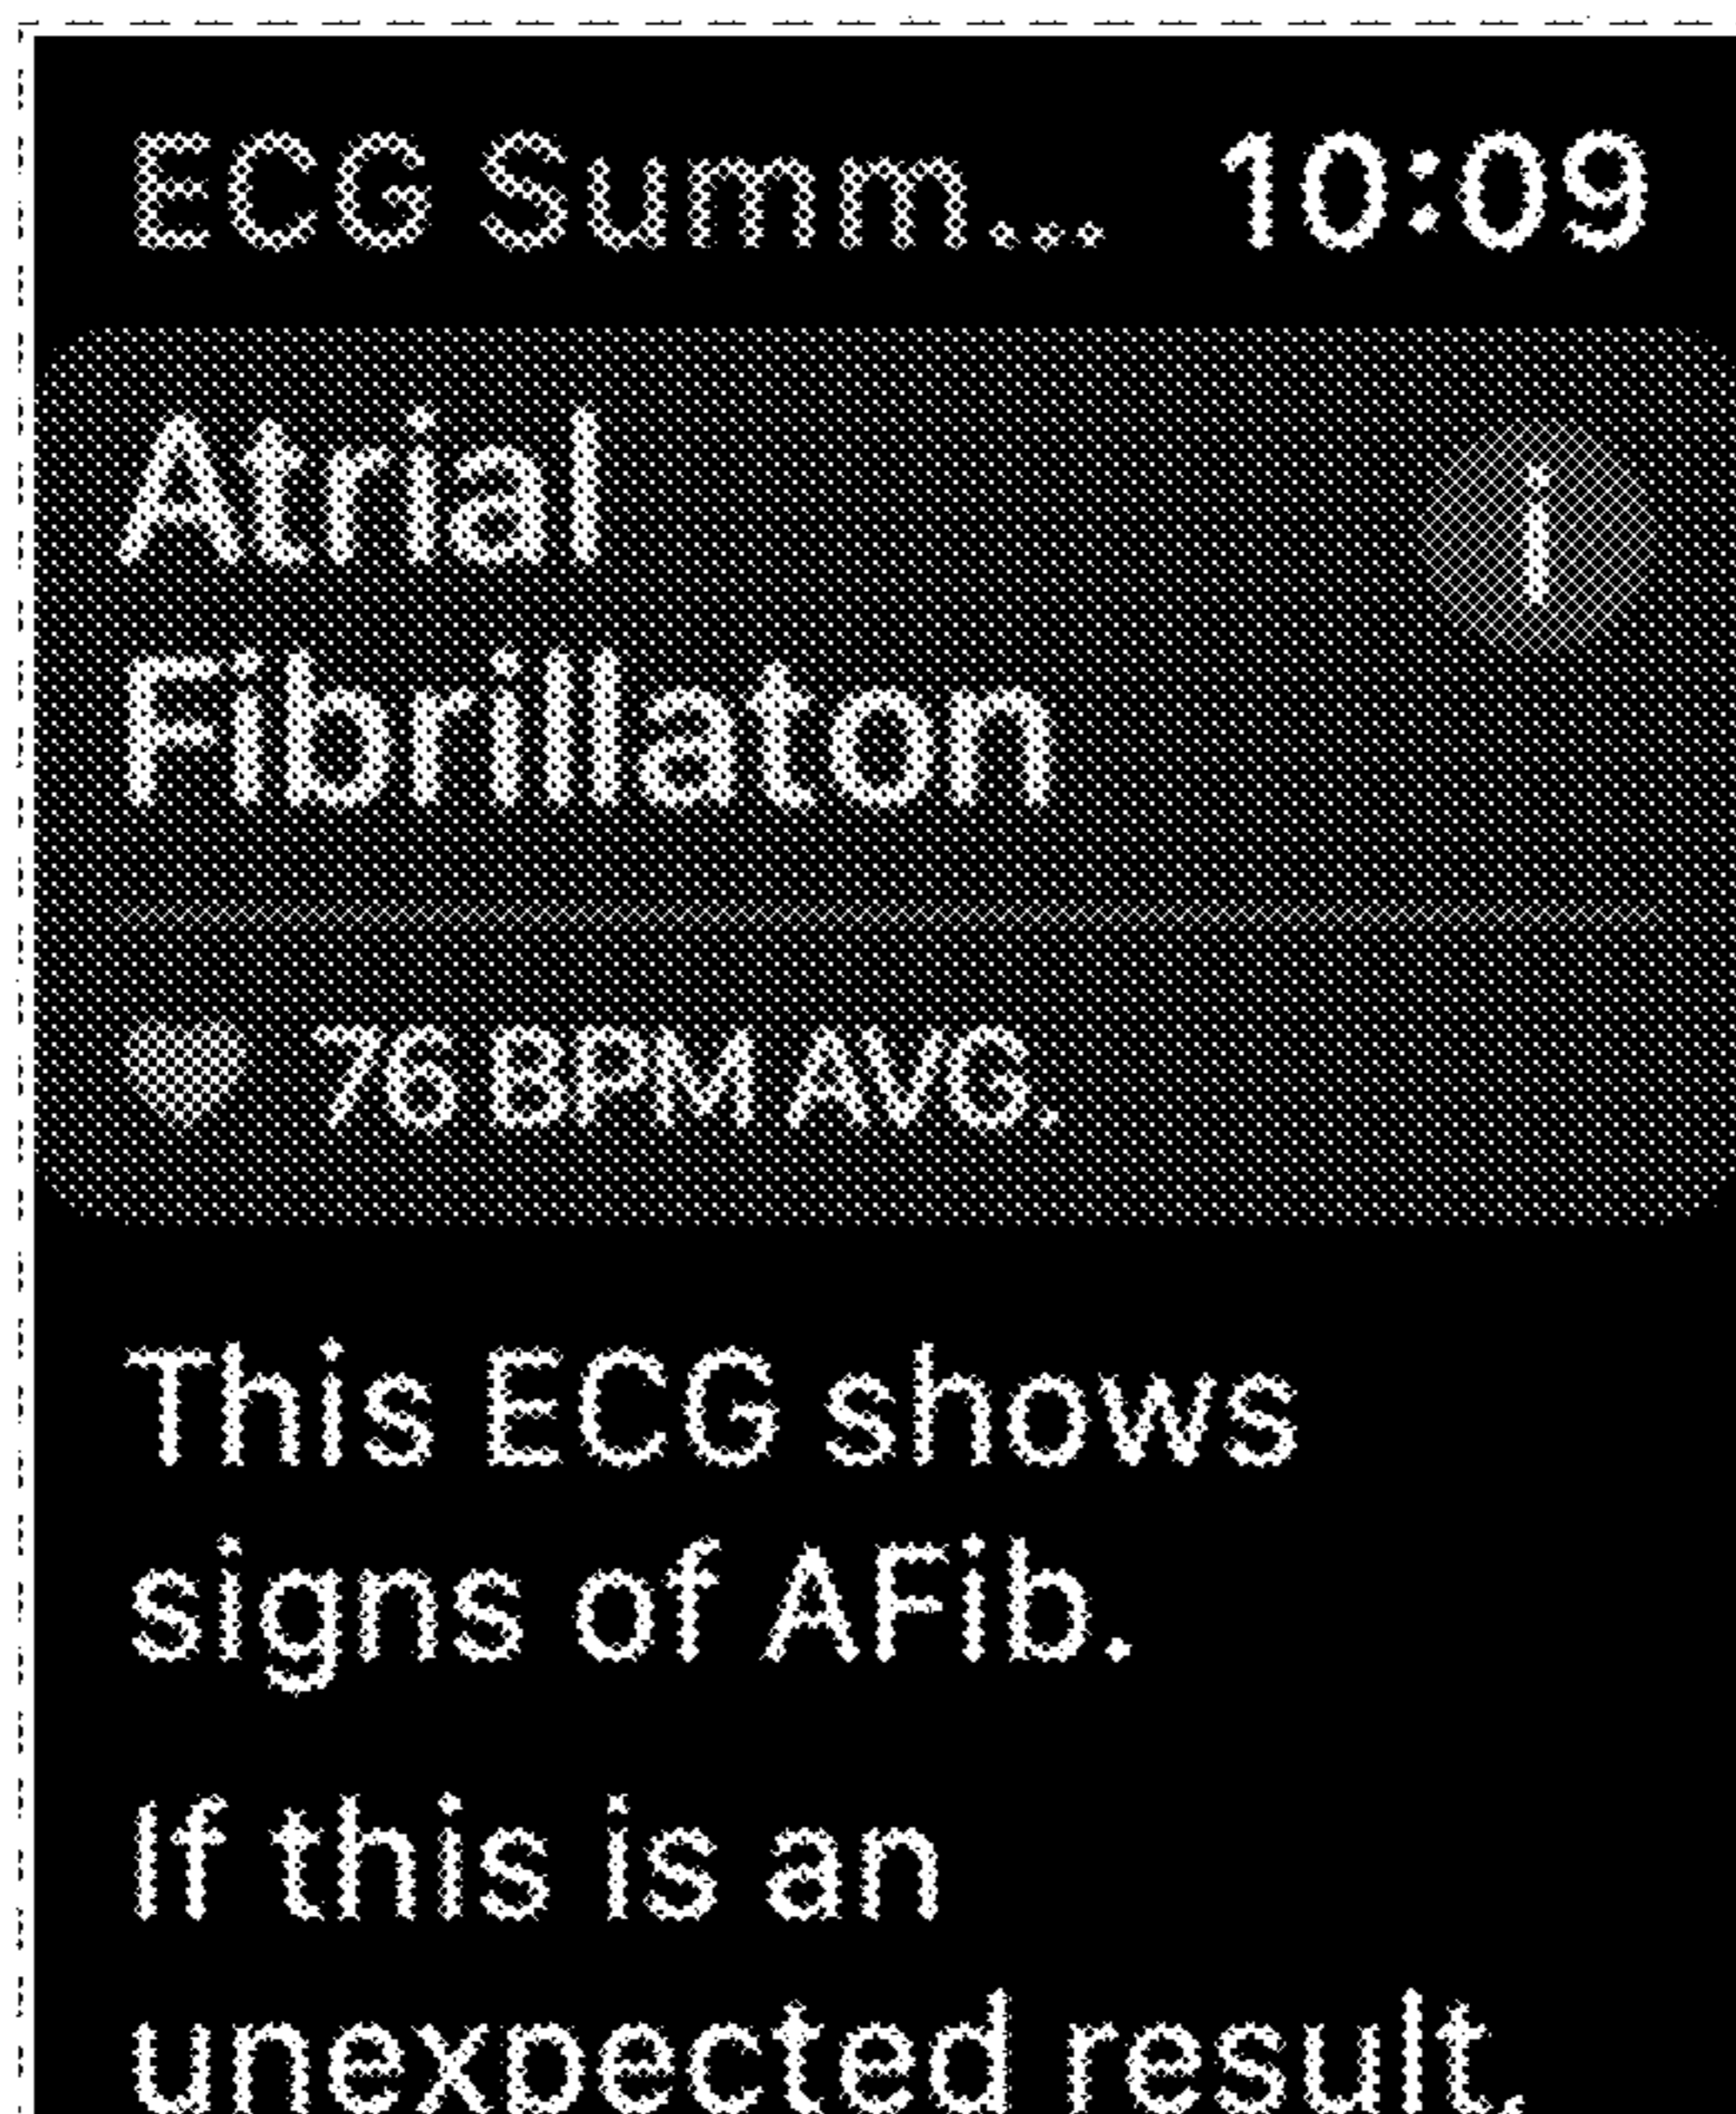 ECG Summ... 10:09
Atrial i
Fibrillaton
76 BPM AVG.
This ECG shows
signs of AFib.
If this is an
unexpected result,